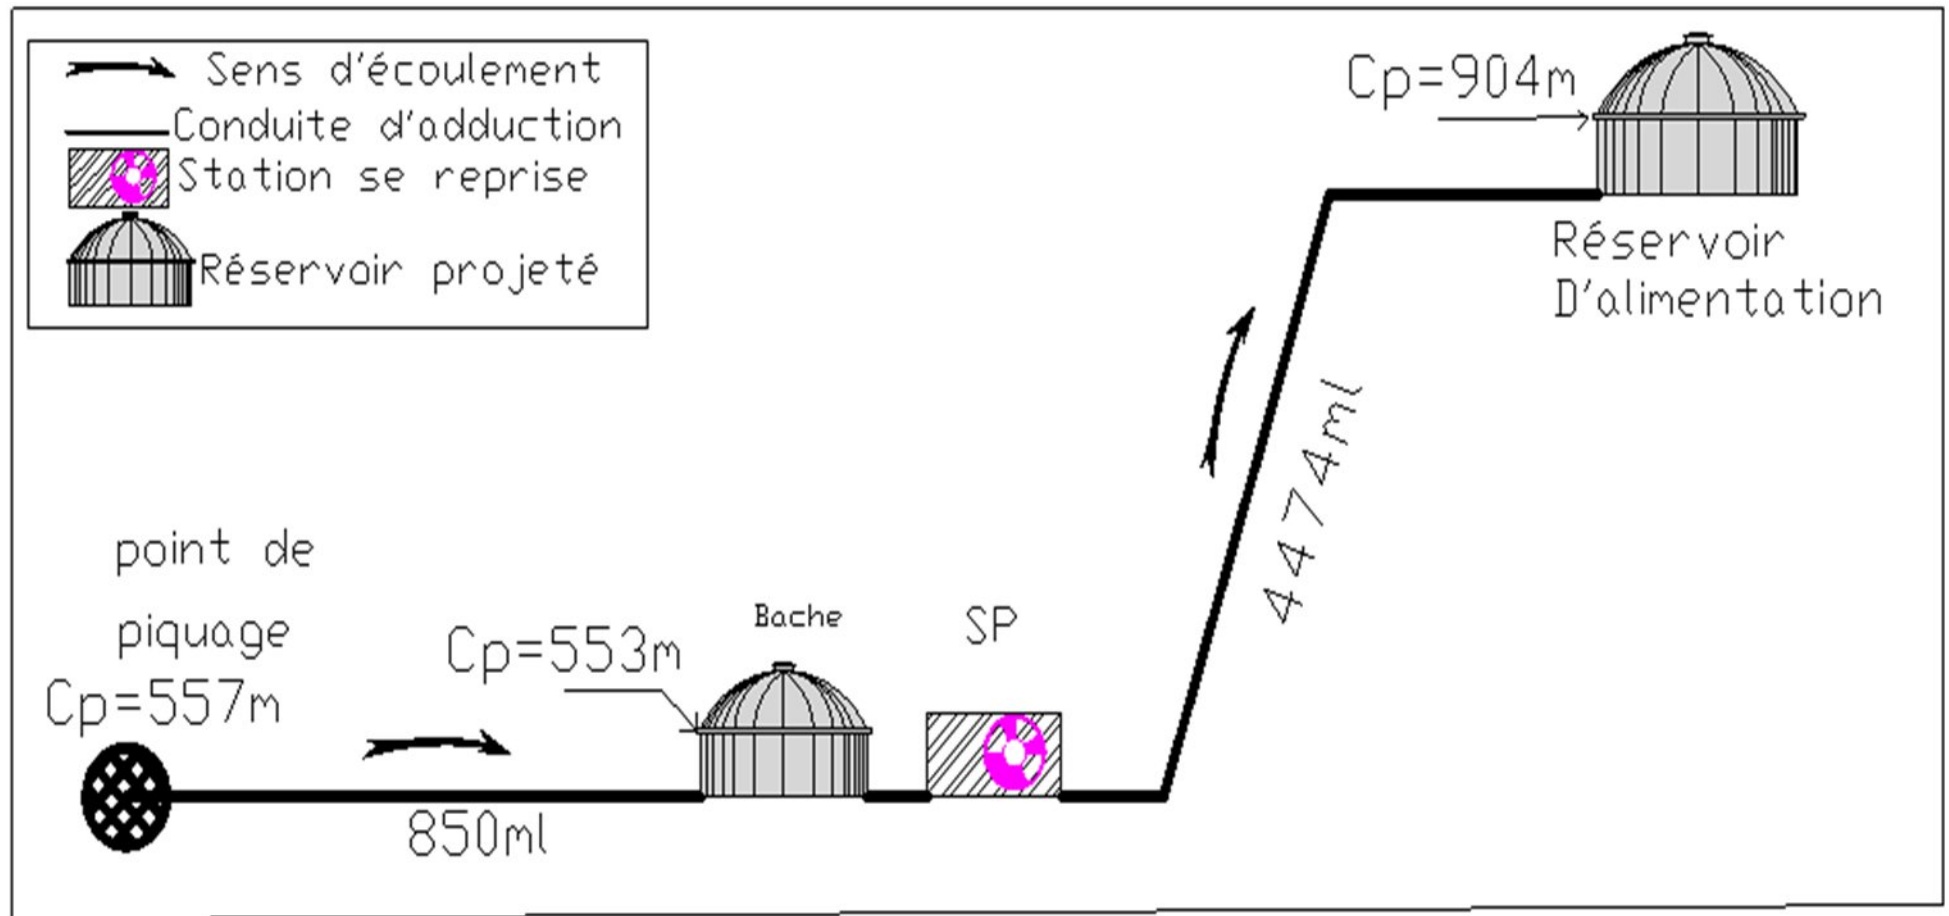 Sens d'écoulement
Conduite d'adduction
Station se reprise
Réservoir projeté
Cp=904m
Réservoir
D'alimentation
4474ml
point de
piquage
Cp=557m
Cp=553m
Bache
SP
850ml